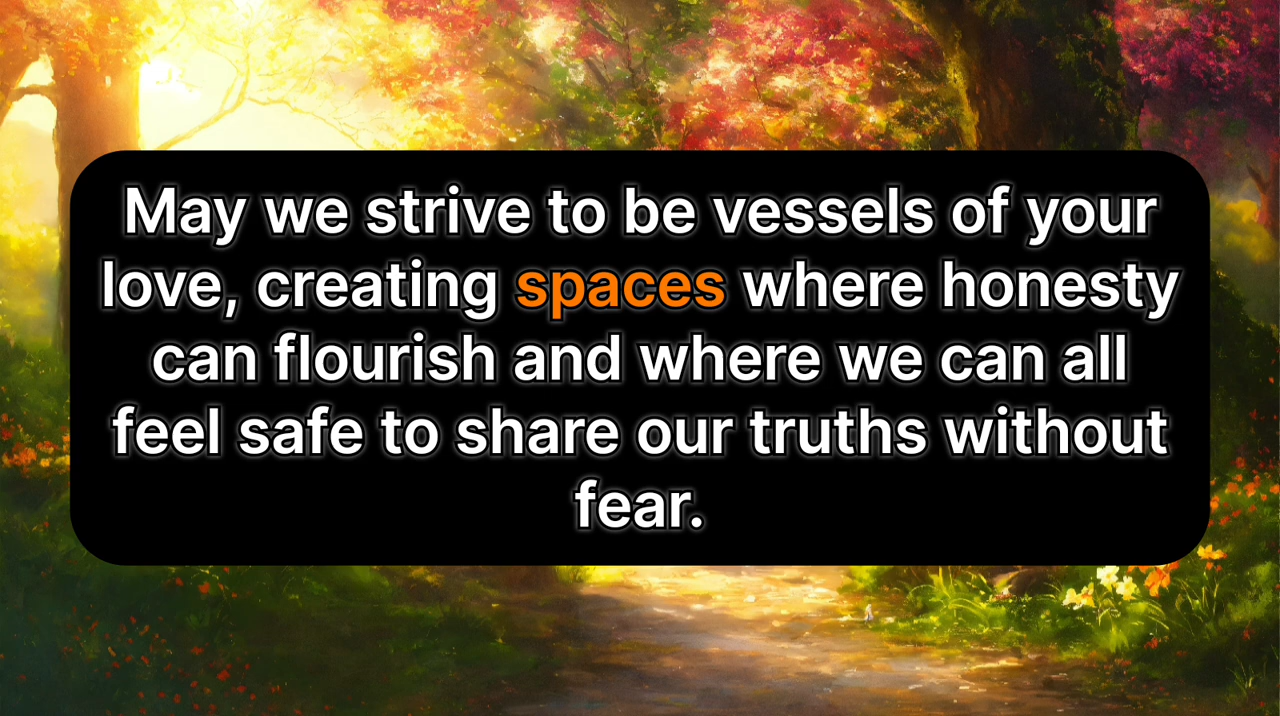 May we strive to be vessels of your
love, creating spaces where honesty
can flourish and where we can all
feel safe to share our truths without
fear.